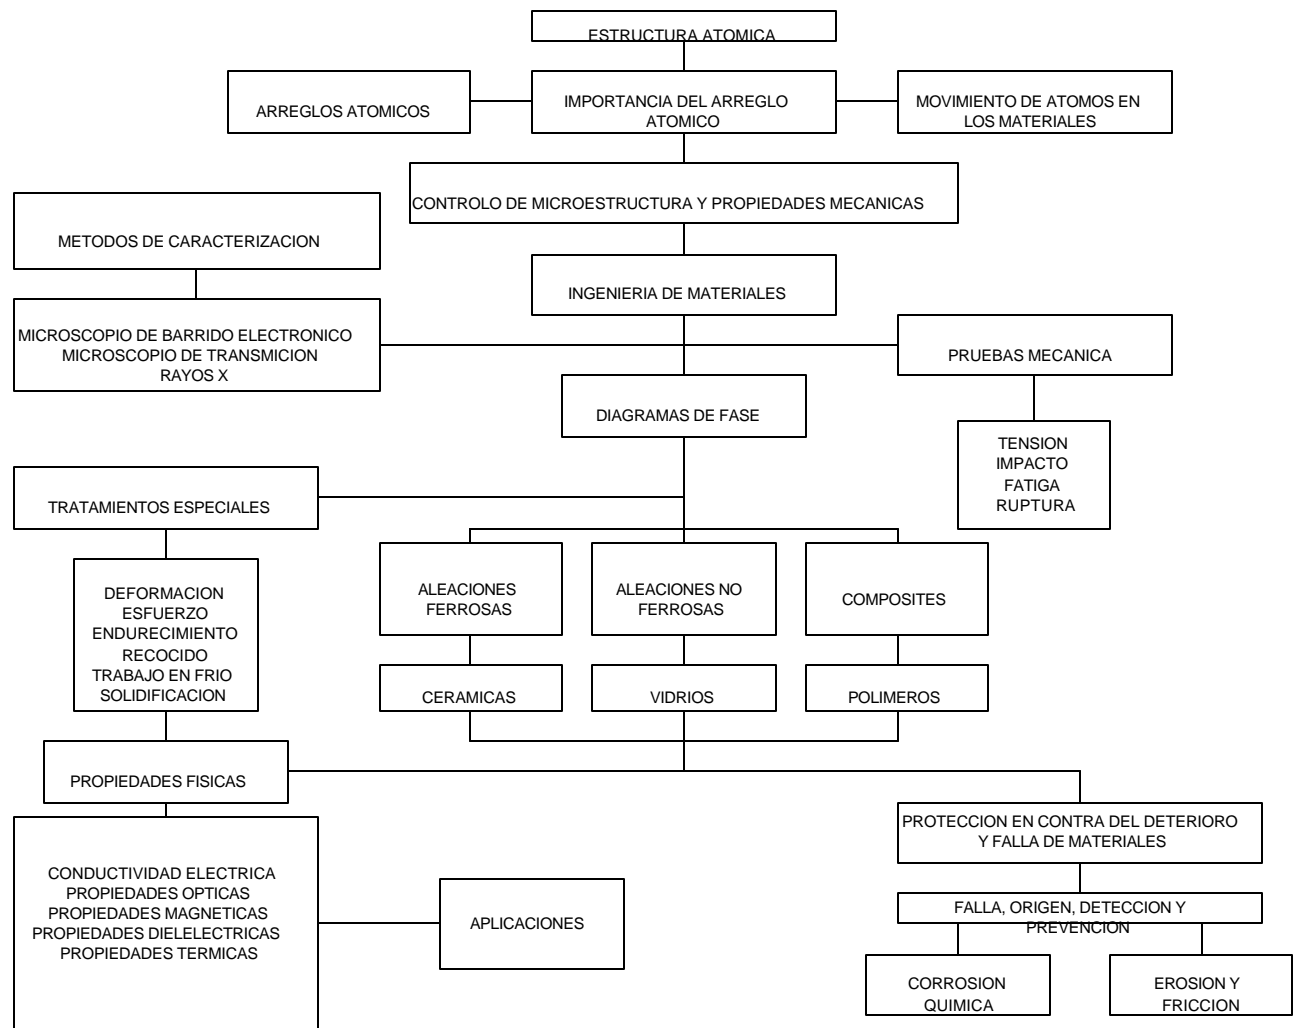 ESTRUCTURA ATOMICA
ARREGLOS ATOMICOS
IMPORTANCIA DEL ARREGLO
ATOMICO
MOVIMIENTO DE ATOMOS EN
LOS MATERIALES
CONTROLO DE MICROESTRUCTURA Y PROPIEDADES MECANICAS
METODOS DE CARACTERIZACION
INGENIERIA DE MATERIALES
MICROSCOPIO DE BARRIDO ELECTRONICO
MICROSCOPIO DE TRANSMICION
RAYOS X
PRUEBAS MECANICA
DIAGRAMAS DE FASE
TENSION
IMPACTO
FATIGA
RUPTURA
TRATAMIENTOS ESPECIALES
DEFORMACION
ESFUERZO
ENDURECIMIENTO
RECOCIDO
TRABAJO EN FRIO
SOLIDIFICACION
ALEACIONES
FERROSAS
ALEACIONES NO
FERROSAS
COMPOSITES
CERAMICAS
VIDRIOS
POLIMEROS
PROPIEDADES FISICAS
PROTECCION EN CONTRA DEL DETERIORO
Y FALLA DE MATERIALES
CONDUCTIVIDAD ELECTRICA
PROPIEDADES OPTICAS
PROPIEDADES MAGNETICAS
PROPIEDADES DIELELECTRICAS
PROPIEDADES TERMICAS
APLICACIONES
FALLA, ORIGEN, DETECCION Y
PREVENCION
CORROSION
QUIMICA
EROSION Y
FRICCION